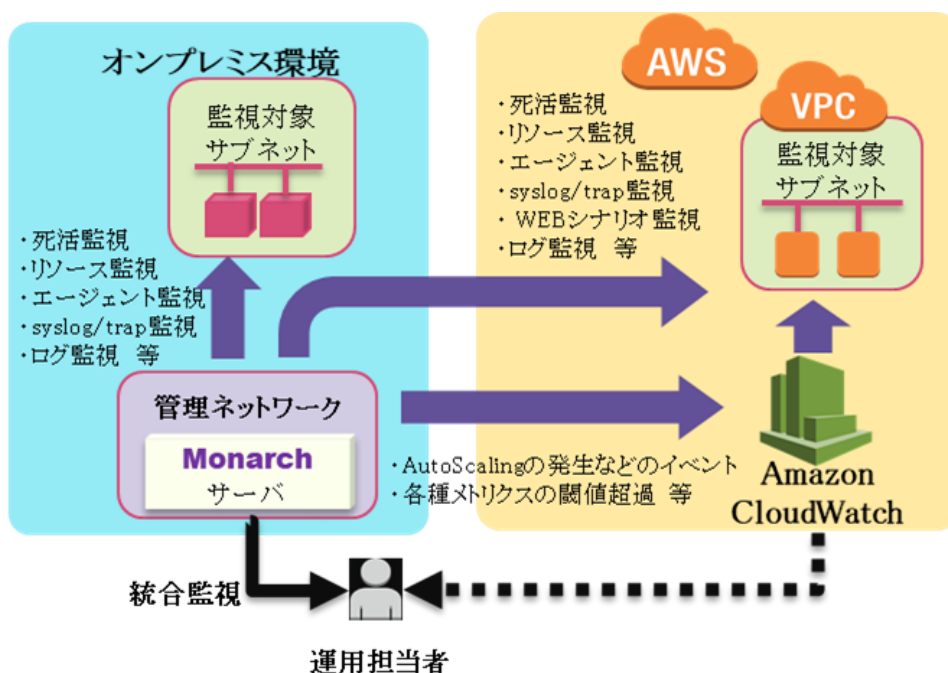 オンプレミス環境
監視対象
サブネット
・死活監視
・リソース監視
・エージェント監視
・syslog/trap監視
・ログ監視 等
管理ネットワーク
Monarch
サーバ
AWS
VPC
・死活監視
・リソース監視
・エージェント監視
・syslog/trap監視
・WEBシナリオ監視
・ログ監視 等
監視対象
サブネット
・AutoScalingの発生などのイベント
・各種メトリクスの閾値超過 等
Amazon
CloudWatch
統合監視
運用担当者